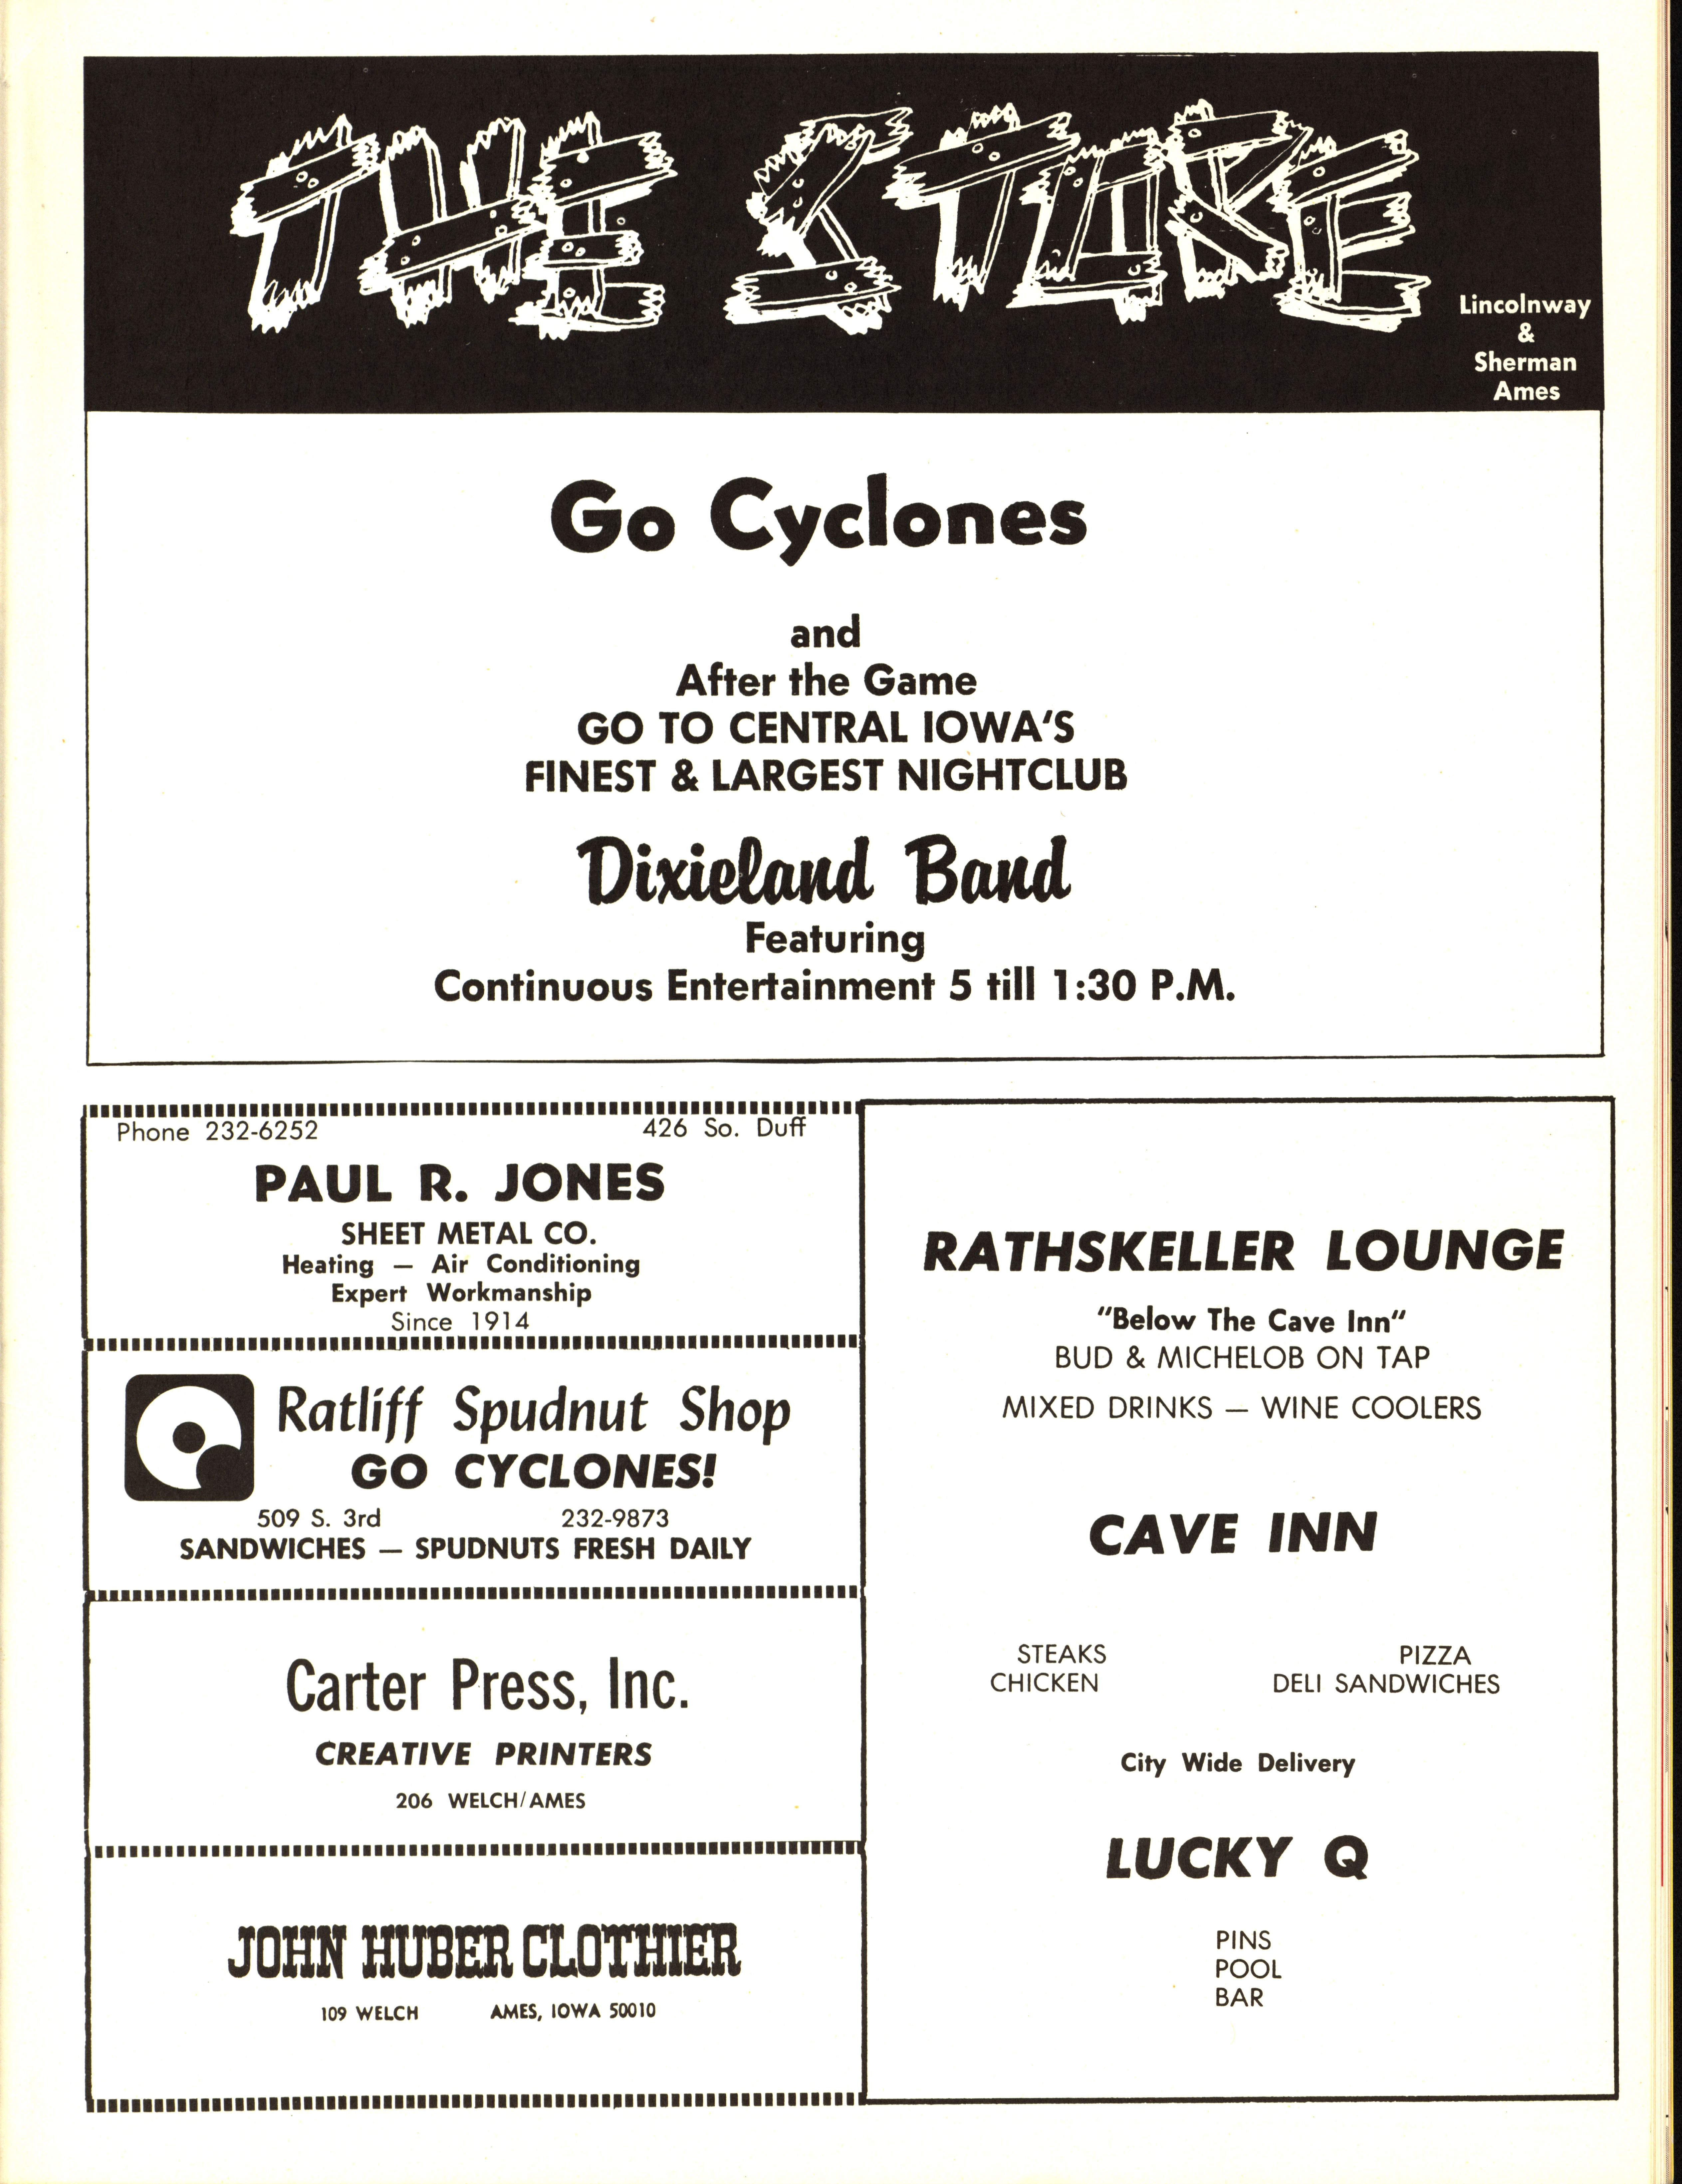 THE STORE
Lincolnway
&
Sherman
Ames
Go Cyclones
and
After the Game
GO TO CENTRAL IOWA'S
FINEST & LARGEST NIGHTCLUB
Dixieland Band
Featuring
Continuous Entertainment 5 till 1:30 P.M.
Phone 232-6252 426 So. Duff
PAUL R. JONES
SHEET METAL CO.
Heating — Air Conditioning
Expert Workmanship
Since 1914
Ratliff Spudnut Shop
GO CYCLONES!
509 S. 3rd 232-9873
SANDWICHES — SPUDNUTS FRESH DAILY
Carter Press, Inc.
CREATIVE PRINTERS
206 WELCH/AMES
JOHN HUBER CLOTHIER
109 WELCH AMES, IOWA 50010
RATHSKELLER LOUNGE
"Below The Cave Inn"
BUD & MICHELOB ON TAP
MIXED DRINKS — WINE COOLERS
CAVE INN
STEAKS PIZZA
CHICKEN DELI SANDWICHES
City Wide Delivery
LUCKY Q
PINS
POOL
BAR